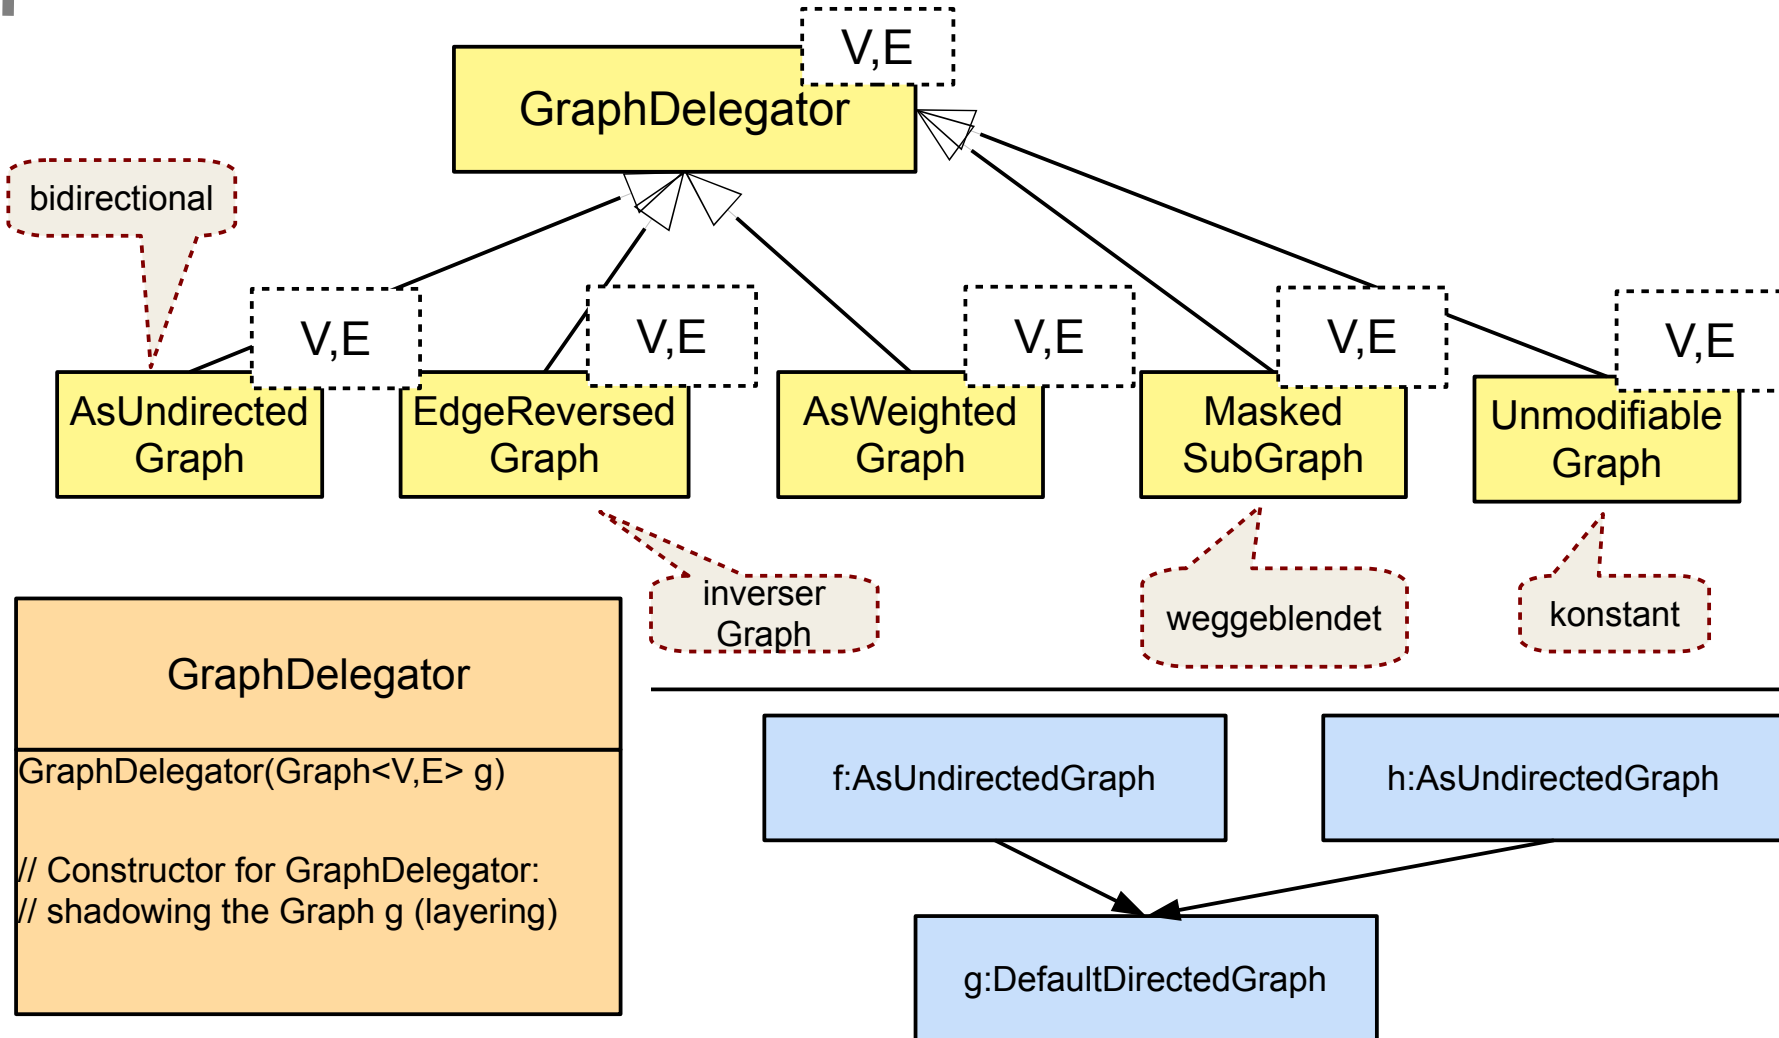 V,E
GraphDelegator
bidirectional
V,E
V,E
V,E
V,E
V,E
AsUndirected
Graph
EdgeReversed
Graph
AsWeighted
Graph
Masked
SubGraph
Unmodifiable
Graph
inverser
Graph
weggeblendet
konstant
GraphDelegator
GraphDelegator(Graph<V,E> g)
// Constructor for GraphDelegator:
// shadowing the Graph g (layering)
f:AsUndirectedGraph
h:AsUndirectedGraph
g:DefaultDirectedGraph